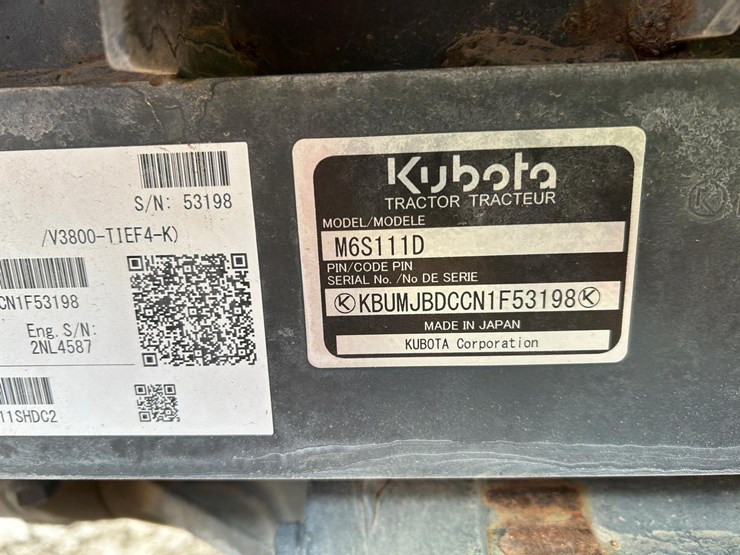 S/N: 53198
/V3800-TIEF4-K)
CN1F53198
Eng. S/N:
2NL4587
11SHDC2
Kubota
TRACTOR TRACTEUR
MODEL/MODELE
M6S111D
PIN/CODE PIN
SERIAL No. /No DE SERIE
KBUMJBDCCN1F53198
MADE IN JAPAN
KUBOTA Corporation